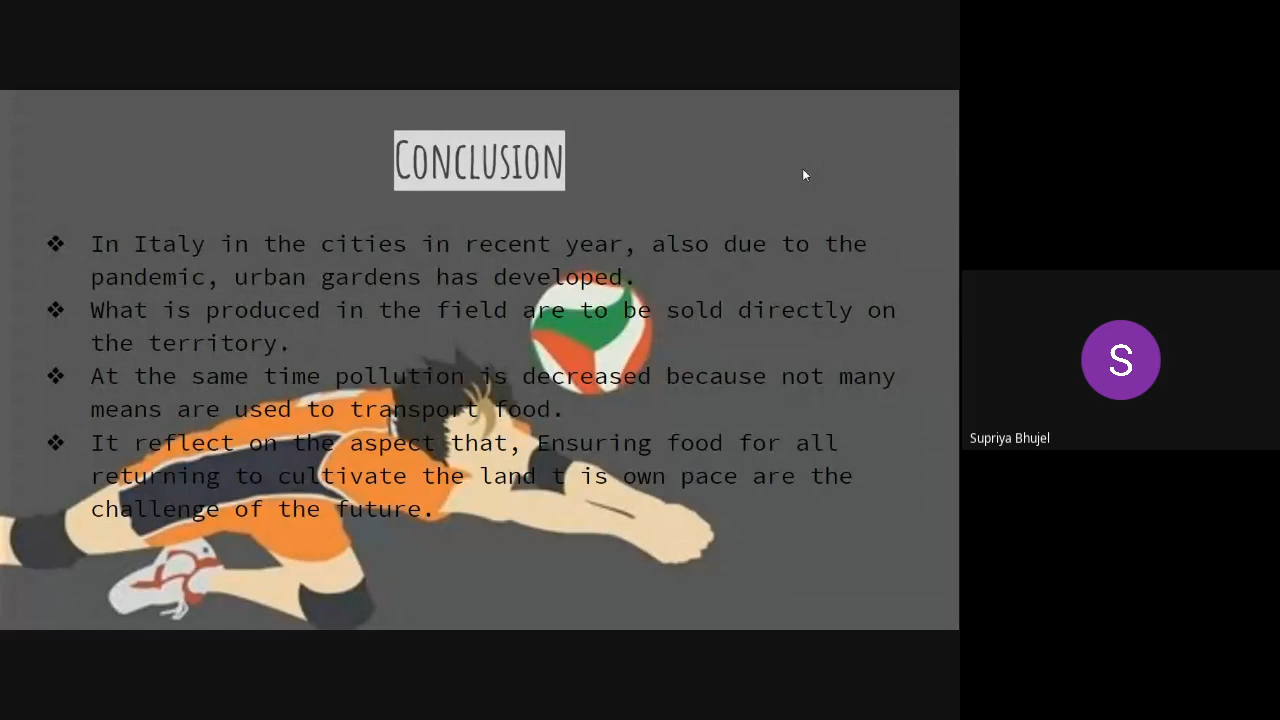 Conclusion
❖ In Italy in the cities in recent year, also due to the
pandemic, urban gardens has developed.
❖ What is produced in the field are to be sold directly on
the territory.
❖ At the same time pollution is decreased because not many
means are used to transport food.
❖ It reflect on the aspect that, Ensuring food for all
returning to cultivate the land t is own pace are the
challenge of the future.
S
Supriya Bhujel